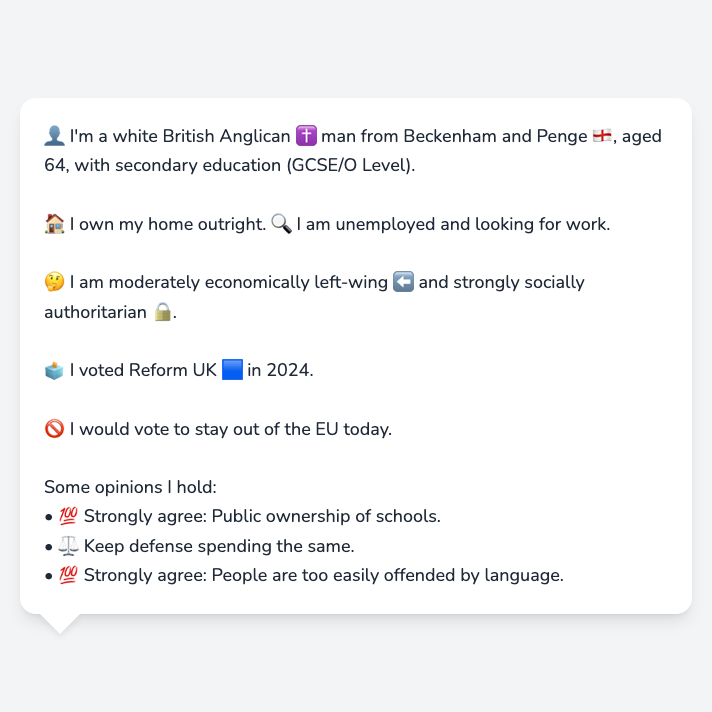 👤 I'm a white British Anglican ✝️ man from Beckenham and Penge 🏴󠁧󠁢󠁥󠁮󠁧󠁿, aged
64, with secondary education (GCSE/O Level).
🏠 I own my home outright. 🔍 I am unemployed and looking for work.
🤔 I am moderately economically left-wing ⬅️ and strongly socially
authoritarian 🔒.
🗳️ I voted Reform UK 🟦 in 2024.
🚫 I would vote to stay out of the EU today.
Some opinions I hold:
• 💯 Strongly agree: Public ownership of schools.
• ⚖️ Keep defense spending the same.
• 💯 Strongly agree: People are too easily offended by language.